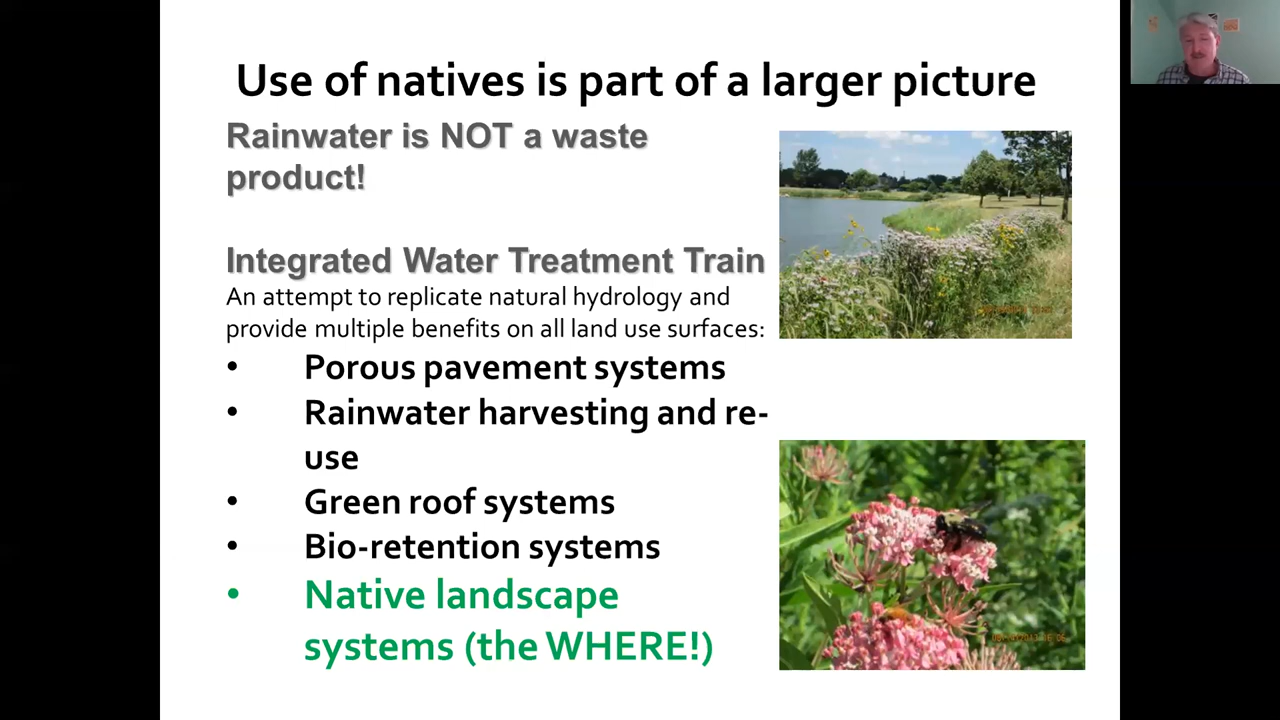 Use of natives is part of a larger picture
Rainwater is NOT a waste
product!
Integrated Water Treatment Train
An attempt to replicate natural hydrology and
provide multiple benefits on all land use surfaces:
• Porous pavement systems
• Rainwater harvesting and re-
use
• Green roof systems
• Bio-retention systems
• Native landscape
systems (the WHERE!)